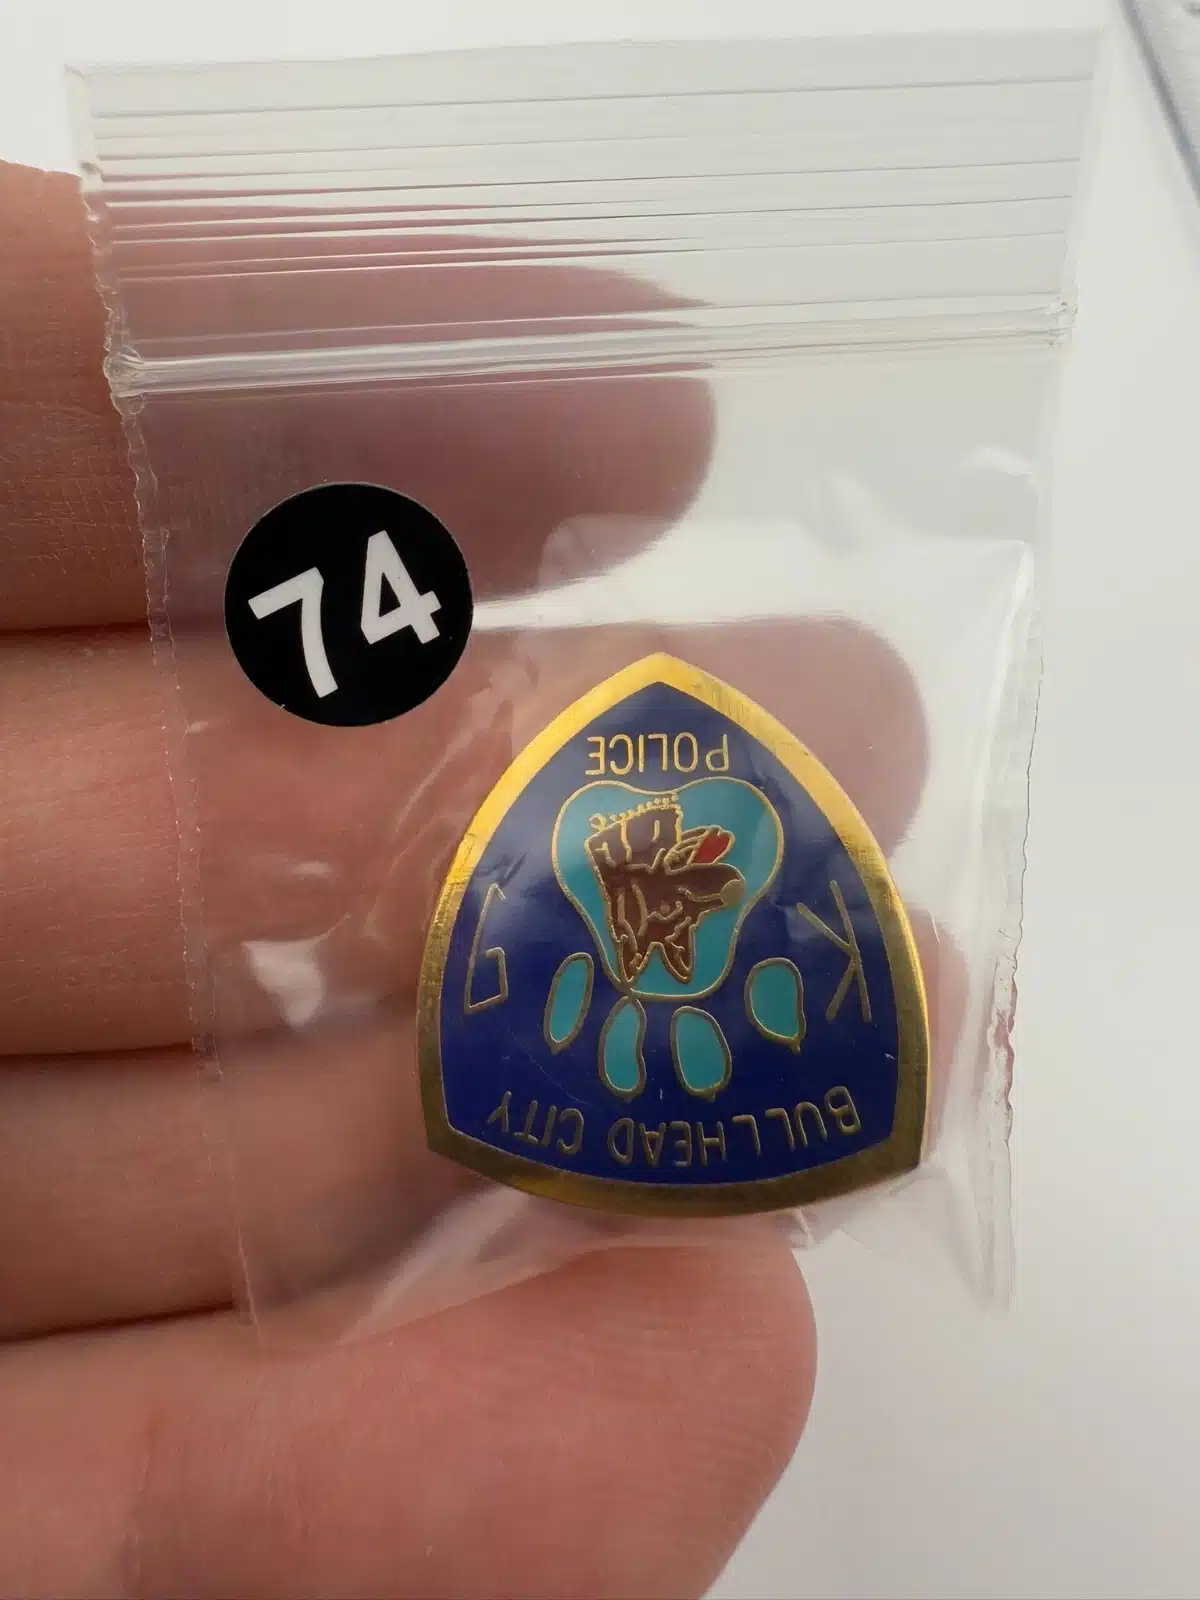 74
BULLHEAD CITY
K 9
POLICE